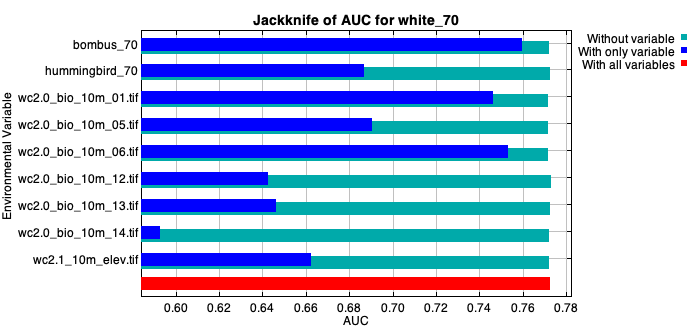 Jackknife of AUC for white_70
Without variable
With only variable
With all variables
Environmental Variable
bombus_70
hummingbird_70
wc2.0_bio_10m_01.tif
wc2.0_bio_10m_05.tif
wc2.0_bio_10m_06.tif
wc2.0_bio_10m_12.tif
wc2.0_bio_10m_13.tif
wc2.0_bio_10m_14.tif
wc2.1_10m_elev.tif
0.60 0.62 0.64 0.66 0.68 0.70 0.72 0.74 0.76 0.78
AUC